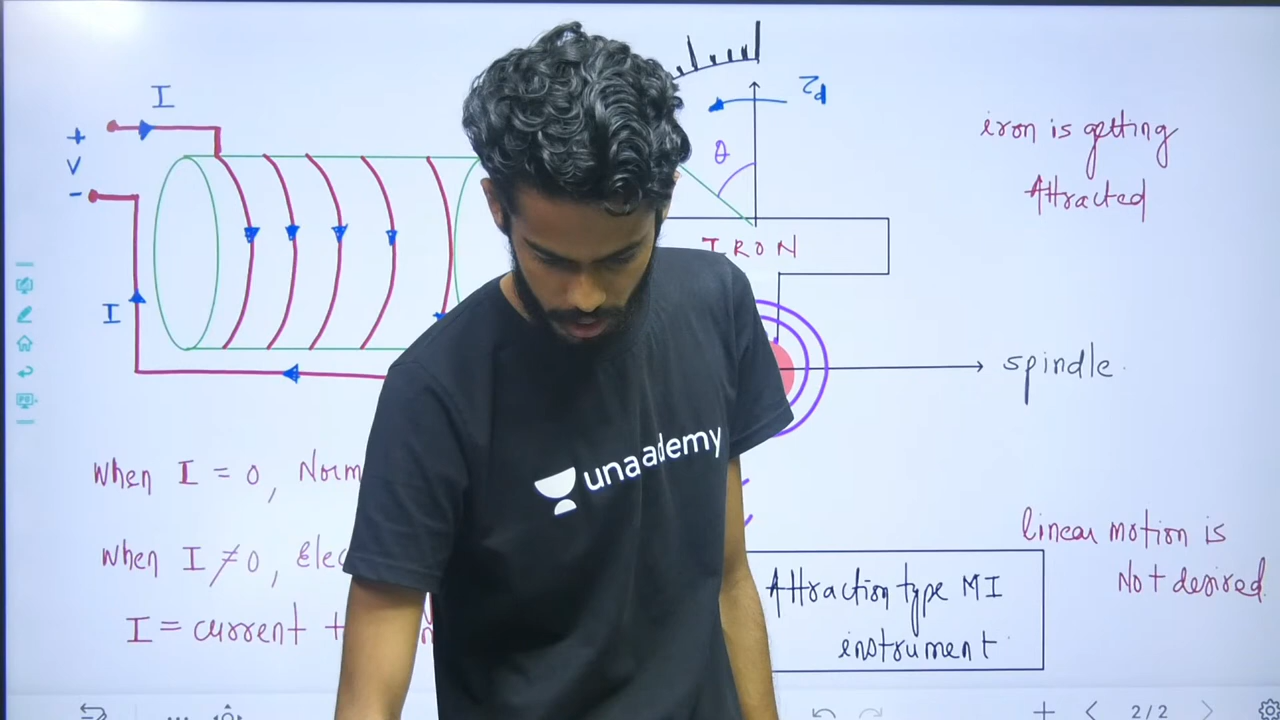 I
+
V
-
I
θ
iron is getting
Attracted
IRON
spindle.
unacademy
When I = 0, Norm
When I ≠ 0, Elec
I = current
Attraction type MI
instrument
linear motion is
Not desired.
2/2